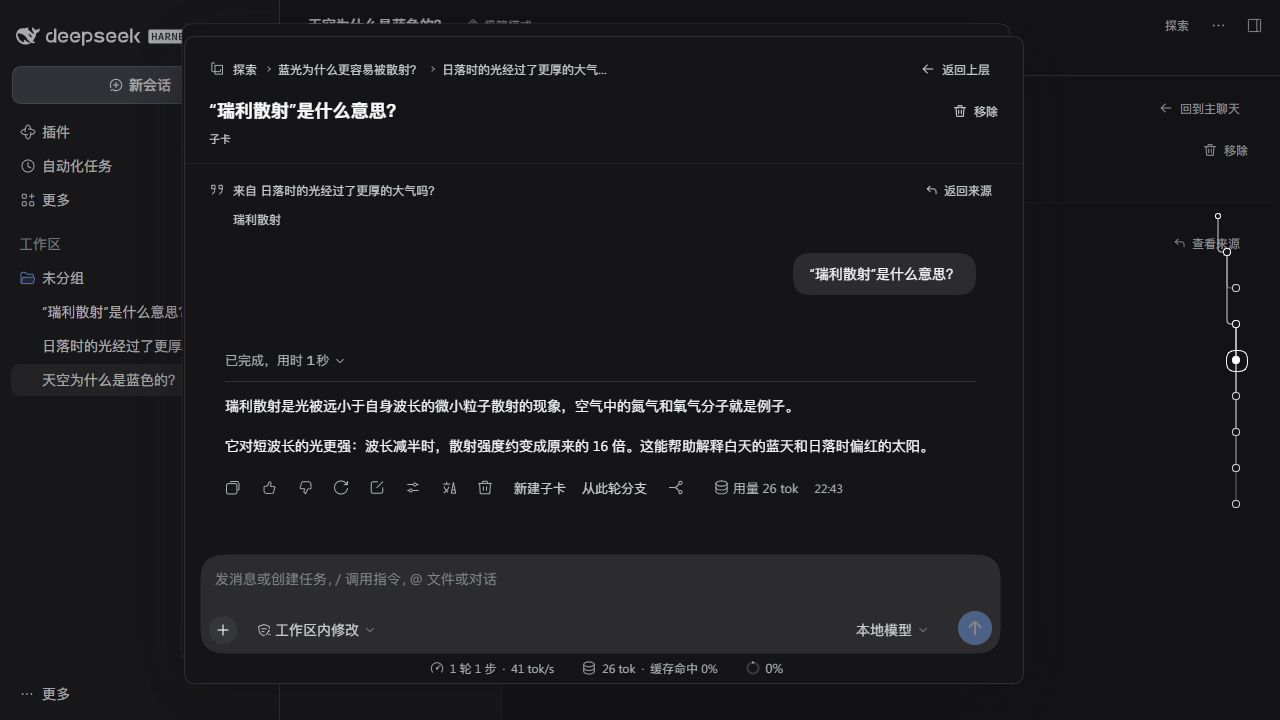 deepseek HARNE
新会话
插件
自动化任务
更多
工作区
未分组
“瑞利散射”是什么意思?
日落时的光经过了更厚
天空为什么是蓝色的?
更多
天空为什么是蓝色的?
探索
回到主聊天
移除
查看来源
探索 › 蓝光为什么更容易被散射? › 日落时的光经过了更厚的大气...
返回上层
“瑞利散射”是什么意思?
移除
子卡
来自 日落时的光经过了更厚的大气吗?
返回来源
瑞利散射
“瑞利散射”是什么意思?
已完成，用时 1 秒
瑞利散射是光被远小于自身波长的微小粒子散射的现象，空气中的氮气和氧气分子就是例子。
它对短波长的光更强：波长减半时，散射强度约变成原来的 16 倍。这能帮助解释白天的蓝天和日落时偏红的太阳。
新建子卡 从此轮分支 用量 26 tok 22:43
发消息或创建任务, / 调用指令, @ 文件或对话
工作区内修改
本地模型
1 轮 1 步 · 41 tok/s 26 tok · 缓存命中 0% 0%